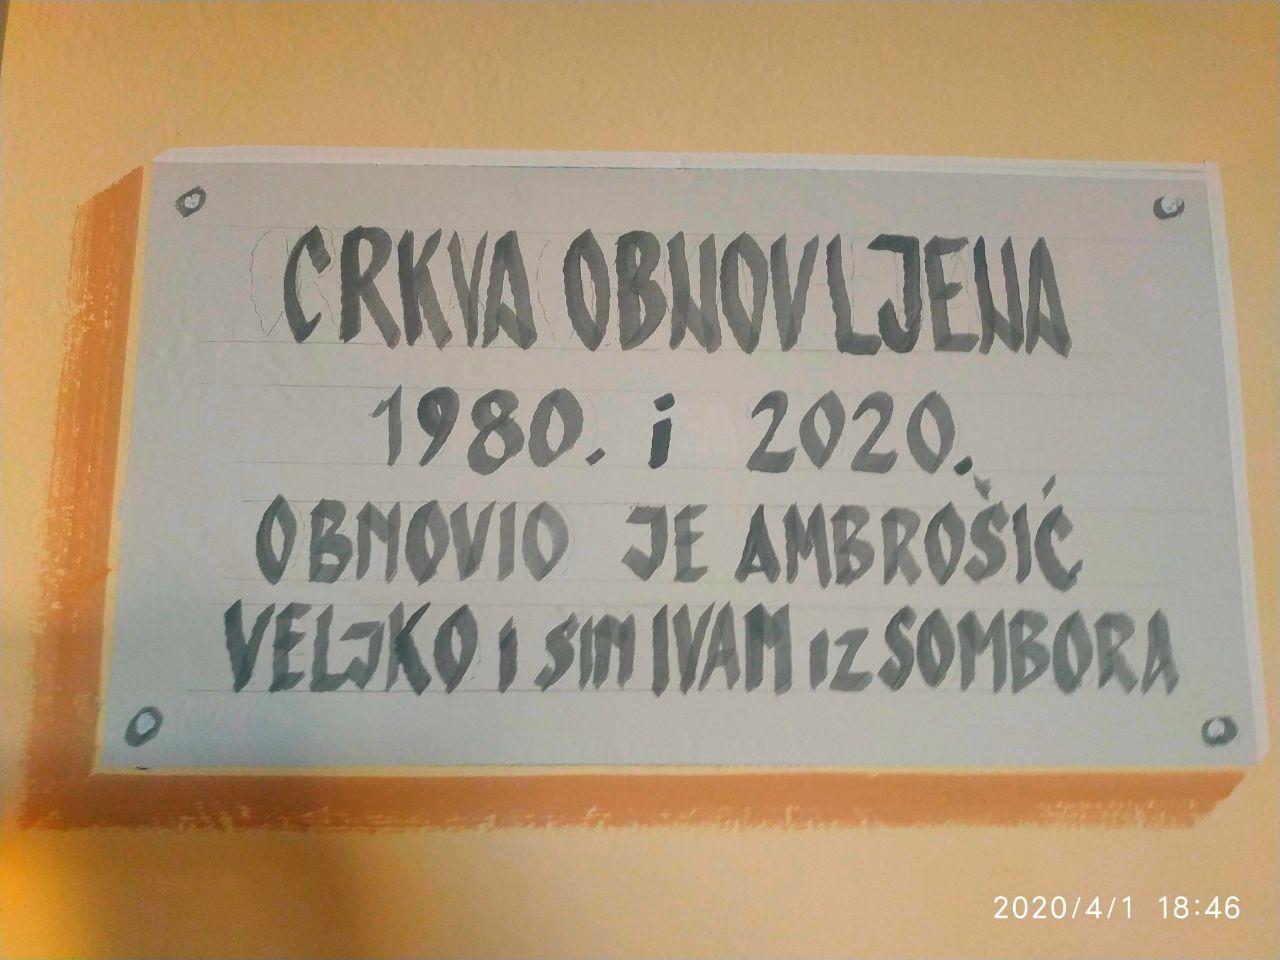 CRKVA OBNOVLJENA
1980. i 2020.
OBNOVIO JE AMBROŠIĆ
VELJKO i SIN IVAN iz SOMBORA
2020/4/1 18:46